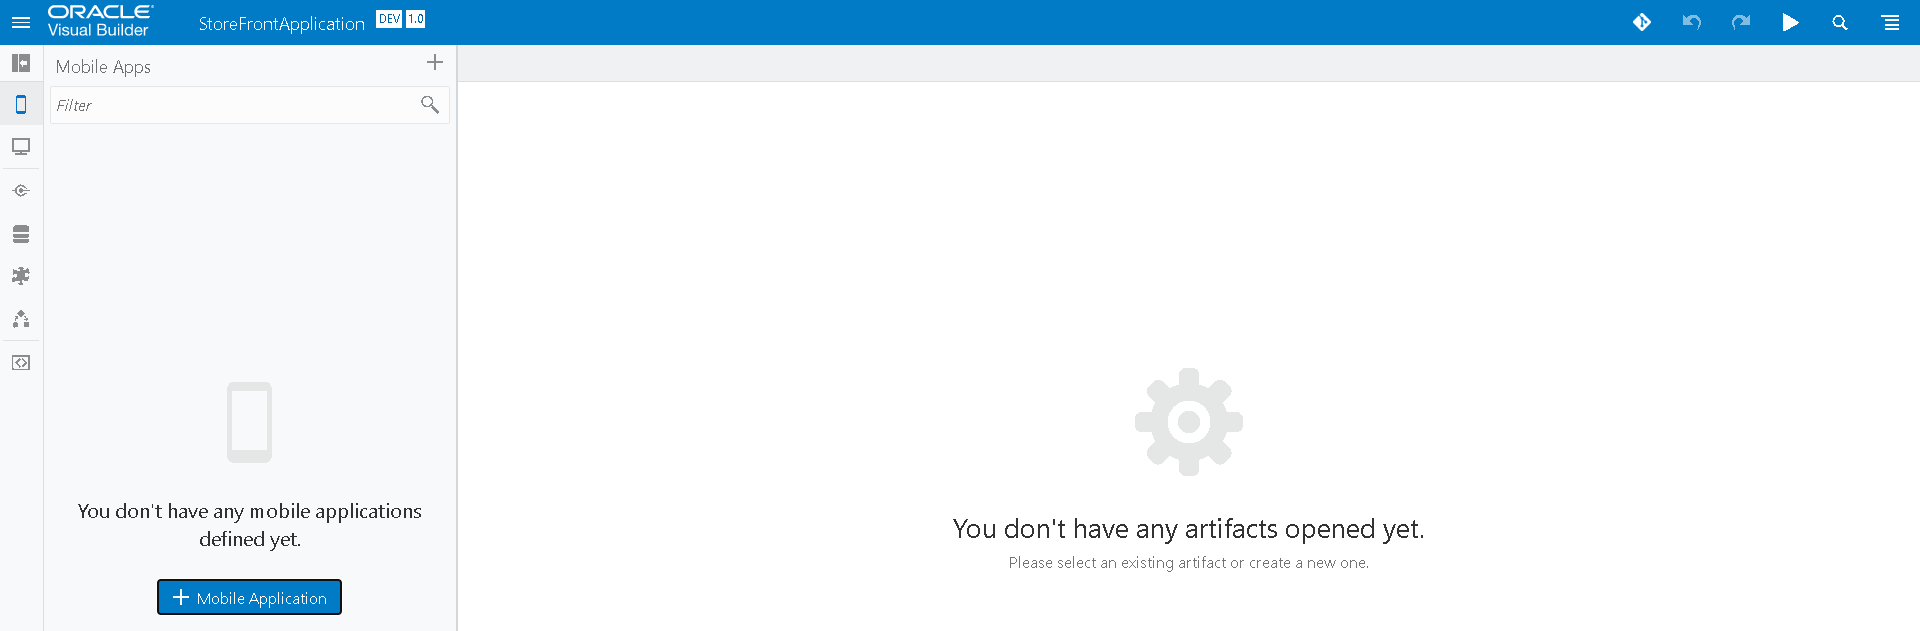 ORACLE
Visual Builder
StoreFrontApplication DEV 1.0
Mobile Apps
Filter
You don't have any mobile applications
defined yet.
Mobile Application
You don't have any artifacts opened yet.
Please select an existing artifact or create a new one.